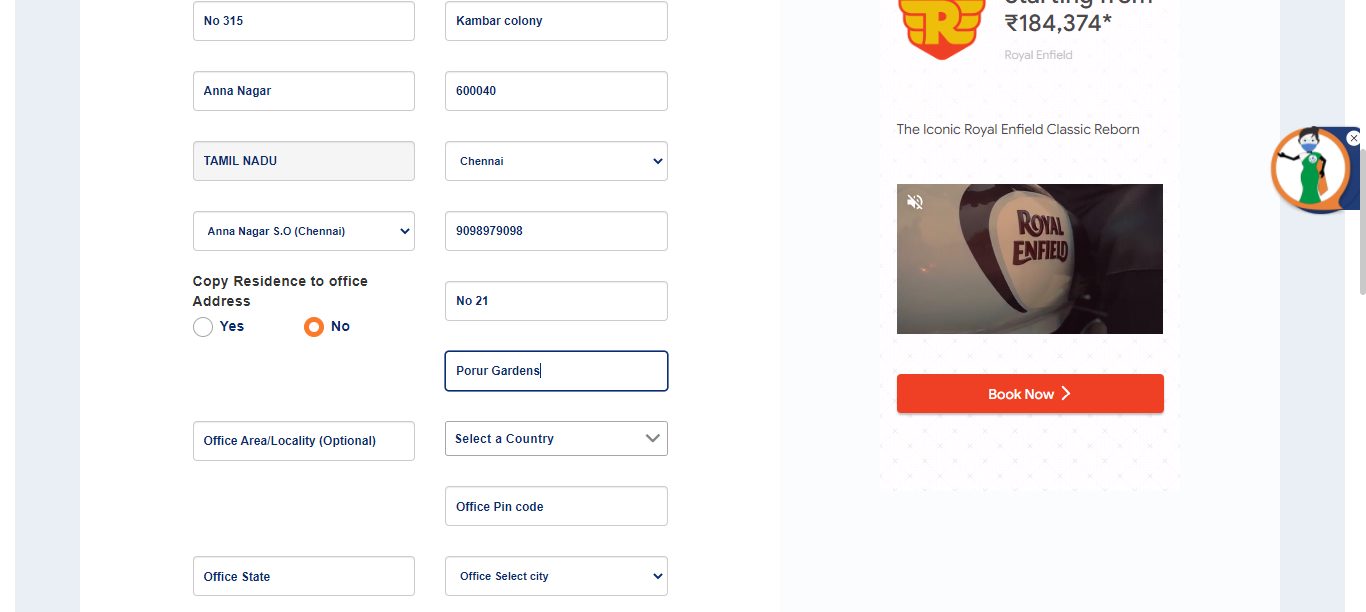 No 315
Kambar colony
Anna Nagar
600040
TAMIL NADU
Chennai
Anna Nagar S.O (Chennai)
9098979098
Copy Residence to office
Address
Yes
No
No 21
Porur Gardens
Office Area/Locality (Optional)
Select a Country
Office Pin code
Office State
Office Select city
Starting from
₹184,374*
Royal Enfield
The Iconic Royal Enfield Classic Reborn
ROYAL
ENFIELD
Book Now
R